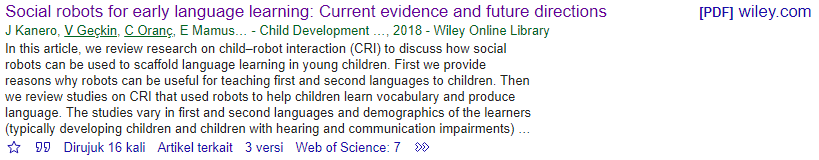 Social robots for early language learning: Current evidence and future directions
[PDF] wiley.com
J Kanero, V Geçkin, C Oranç, E Mamus… - Child Development …, 2018 - Wiley Online Library
In this article, we review research on child–robot interaction (CRI) to discuss how social
robots can be used to scaffold language learning in young children. First we provide
reasons why robots can be useful for teaching first and second languages to children. Then
we review studies on CRI that used robots to help children learn vocabulary and produce
language. The studies vary in first and second languages and demographics of the learners
(typically developing children and children with hearing and communication impairments) …
Dirujuk 16 kali Artikel terkait 3 versi Web of Science: 7